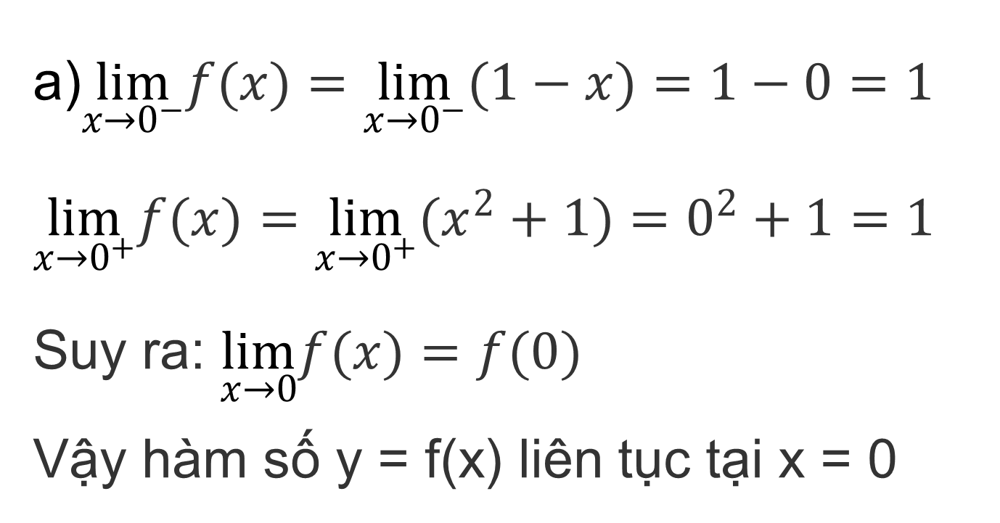 a) lim_{x→0⁻} f(x) = lim_{x→0⁻} (1 − x) = 1 − 0 = 1
lim_{x→0⁺} f(x) = lim_{x→0⁺} (x² + 1) = 0² + 1 = 1
Suy ra: lim_{x→0} f(x) = f(0)
Vậy hàm số y = f(x) liên tục tại x = 0